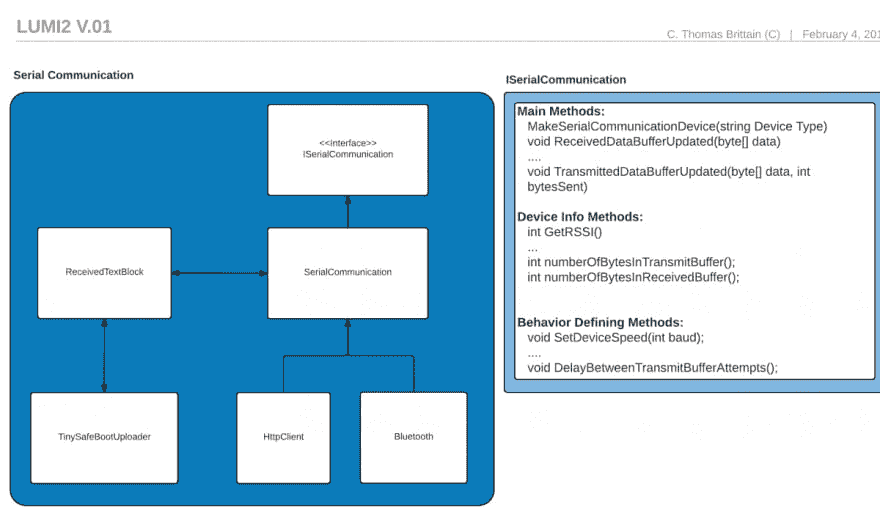 LUMI2 V.01
C. Thomas Brittain (C) | February 4, 201
Serial Communication
<<Interface>>
ISerialCommunication
ReceivedTextBlock
SerialCommunication
TinySafeBootUploader
HttpClient
Bluetooth
ISerialCommunication
Main Methods:
MakeSerialCommunicationDevice(string Device Type)
void ReceivedDataBufferUpdated(byte[] data)
....
void TransmittedDataBufferUpdated(byte[] data, int
bytesSent)
Device Info Methods:
int GetRSSI()
...
int numberOfBytesInTransmitBuffer();
int numberOfBytesInReceivedBuffer();
Behavior Defining Methods:
void SetDeviceSpeed(int baud);
....
void DelayBetweenTransmitBufferAttempts();